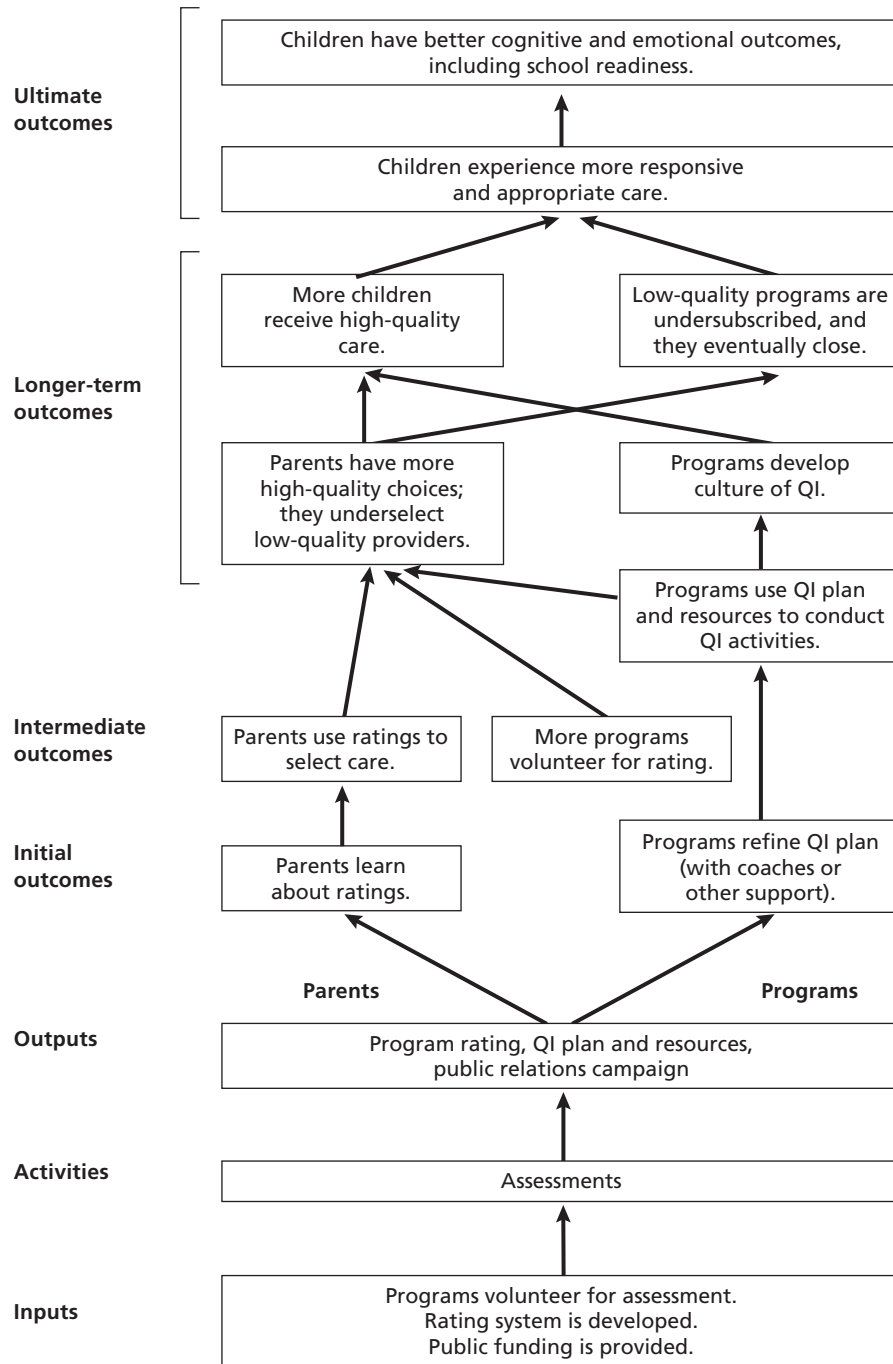 Ultimate
outcomes
Children have better cognitive and emotional outcomes,
including school readiness.
Children experience more responsive
and appropriate care.
Longer-term
outcomes
More children
receive high-quality
care.
Low-quality programs are
undersubscribed, and
they eventually close.
Parents have more
high-quality choices;
they underselect
low-quality providers.
Programs develop
culture of QI.
Programs use QI plan
and resources to conduct
QI activities.
Intermediate
outcomes
Parents use ratings to
select care.
More programs
volunteer for rating.
Initial
outcomes
Parents learn
about ratings.
Programs refine QI plan
(with coaches or
other support).
Parents
Programs
Outputs
Program rating, QI plan and resources,
public relations campaign
Activities
Assessments
Inputs
Programs volunteer for assessment.
Rating system is developed.
Public funding is provided.